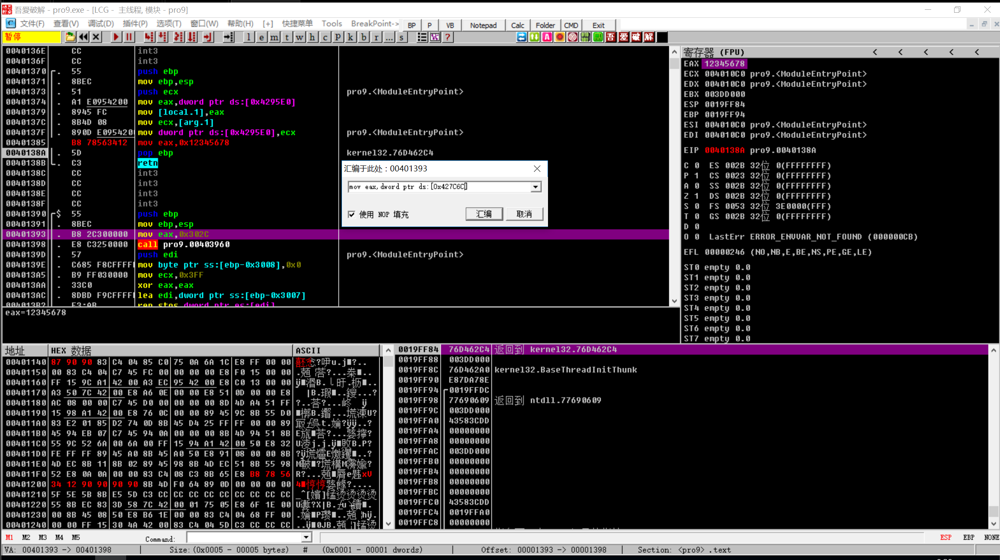 吾愛破解 - pro9.exe - [LCG - 主线程, 模块 - pro9]
文件(F) 查看(V) 调试(D) 插件(P) 选项(T) 窗口(W) 帮助(H) [+] 快捷菜单 Tools BreakPoint-> BP P VB Notepad Calc Folder CMD Exit
暂停 l e m t w h c p k b r ... s ? 吾 爱 破 解
0040136E CC int3
0040136F CC int3
00401370 . 55 push ebp
00401371 . 8BEC mov ebp,esp
00401373 . 51 push ecx pro9.<ModuleEntryPoint>
00401374 . A1 E0954200 mov eax,dword ptr ds:[0x4295E0]
00401379 . 8945 FC mov [local.1],eax
0040137C . 8B4D 08 mov ecx,[arg.1]
0040137F . 890D E095420 mov dword ptr ds:[0x4295E0],ecx pro9.<ModuleEntryPoint>
00401385 B8 78563412 mov eax,0x12345678
0040138A . 5D pop ebp kernel32.76D462C4
0040138B . C3 retn
0040138C CC int3
0040138D CC int3
0040138E CC int3
0040138F CC int3
00401390 $ 55 push ebp
00401391 . 8BEC mov ebp,esp
00401393 . B8 2C300000 mov eax,0x302C
00401398 . E8 C3250000 call pro9.00403960
0040139D . 57 push edi pro9.<ModuleEntryPoint>
0040139E . C685 F8CFFFF mov byte ptr ss:[ebp-0x3008],0x0
004013A5 . B9 FF030000 mov ecx,0x3FF
004013AA . 33C0 xor eax,eax
004013AC . 8DBD F9CFFFF lea edi,dword ptr ss:[ebp-0x3007]
004013B2 . F3:AB rep stos dword ptr es:[edi]
汇编于此处：00401393
mov eax,dword ptr ds:[0x427C6C]
使用 NOP 填充 汇编 取消
寄存器 (FPU) < < < < <
EAX 12345678
ECX 004010C0 pro9.<ModuleEntryPoint>
EDX 004010C0 pro9.<ModuleEntryPoint>
EBX 003DD000
ESP 0019FF84
EBP 0019FF94
ESI 004010C0 pro9.<ModuleEntryPoint>
EDI 004010C0 pro9.<ModuleEntryPoint>
EIP 0040138A pro9.0040138A
C 0 ES 002B 32位 0(FFFFFFFF)
P 1 CS 0023 32位 0(FFFFFFFF)
A 0 SS 002B 32位 0(FFFFFFFF)
Z 1 DS 002B 32位 0(FFFFFFFF)
S 0 FS 0053 32位 3E0000(FFF)
T 0 GS 002B 32位 0(FFFFFFFF)
D 0
O 0 LastErr ERROR_ENVVAR_NOT_FOUND (000000CB)
EFL 00000246 (NO,NB,E,BE,NS,PE,GE,LE)
ST0 empty 0.0
ST1 empty 0.0
ST2 empty 0.0
ST3 empty 0.0
ST4 empty 0.0
ST5 empty 0.0
ST6 empty 0.0
ST7 empty 0.0
eax=12345678
地址 HEX 数据 ASCII
00401140 87 90 90 83 C4 04 85 C0 75 0A 6A 1C E8 FF 00 00
00401150 00 83 C4 04 C7 45 FC 00 00 00 00 E8 F0 15 00 00
00401160 FF 15 9C A1 42 00 A3 EC 95 42 00 E8 C0 13 00 00
00401170 A3 50 7C 42 00 E8 A6 0E 00 00 E8 51 0D 00 00 E8
00401180 AC 08 00 00 C7 45 D0 00 00 00 00 8D 4D A4 51 FF
00401190 15 98 A1 42 00 E8 76 0C 00 00 89 45 9C 8B 55 D0
004011A0 83 E2 01 85 D2 74 0D 8B 45 D4 25 FF FF 00 00 89
004011B0 45 94 EB 07 C7 45 94 0A 00 00 00 8B 4D 94 51 8B
004011C0 55 9C 52 6A 00 6A 00 FF 15 94 A1 42 00 50 E8 32
004011D0 FE FF FF 89 45 A0 8B 45 A0 50 E8 91 08 00 00 8B
004011E0 4D EC 8B 11 8B 02 89 45 98 8B 4D EC 51 8B 55 98
004011F0 52 E8 0A 0A 00 00 83 C4 08 C3 8B 65 E8 B8 78 56
00401200 34 12 90 90 90 90 8B 4D F0 64 89 0D 00 00 00 00
00401210 5F 5E 5B 8B E5 5D C3 CC CC CC CC CC CC CC CC CC
00401220 55 8B EC 83 3D 58 7C 42 00 01 75 05 E8 6F 1E 00
00401230 00 8B 45 08 50 E8 B6 1E 00 00 83 C4 04 68 FF 00
00401240 00 00 FF 15 30 4A 42 00 83 C4 04 5D C3 CC CC CC
0019FF84 76D462C4 返回到 kernel32.76D462C4
0019FF88 003DD000
0019FF8C 76D462A0 kernel32.BaseThreadInitThunk
0019FF90 E87DA78E
0019FF94 0019FFDC
0019FF98 77690609 返回到 ntdll.77690609
0019FF9C 003DD000
0019FFA0 43583CDD
0019FFA4 00000000
0019FFA8 00000000
0019FFAC 003DD000
0019FFB0 00000000
0019FFB4 00000000
0019FFB8 00000000
0019FFBC 00000000
0019FFC0 43583CDD
0019FFC4 0019FFA0
0019FFC8 00000000
M1 M2 M3 M4 M5 Command: ESP EBP NONE
VA: 00401393 -> 00401398 | Size:(0x0005 - 00005 bytes) # (0x0001 - 00001 dwords) | Offset: 00001393 -> 00001398 | Section: <pro9> .text